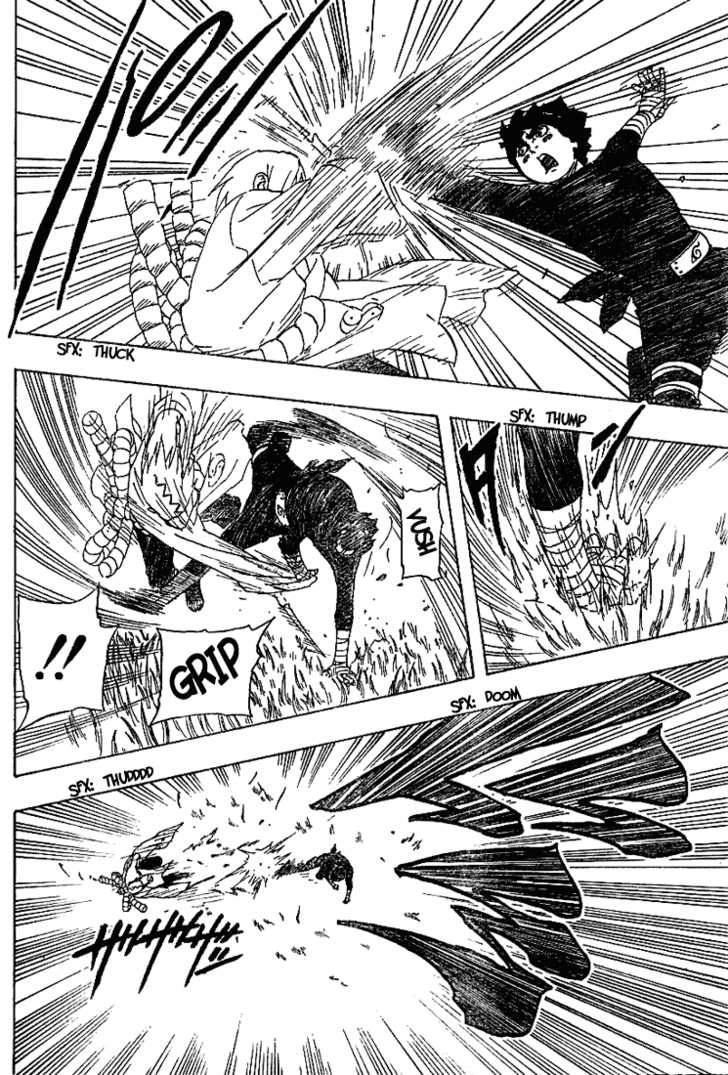 SFX: THUCK
SFX: THUMP
VUSH
GRIP
!!
SFX: DOOM
SFX: THUDDDD